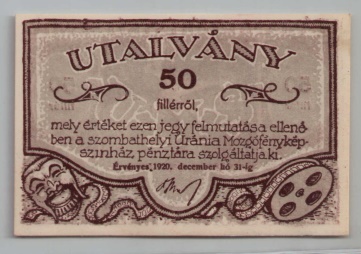 UTALVÁNY
50
fillérről,
mely értéket ezen jegy felmutatása ellené-
ben a szombathelyi Uránia Mozgófénykép-
szinház pénztára szolgáltatja ki.
Érvényes 1920. december hó 31-ig